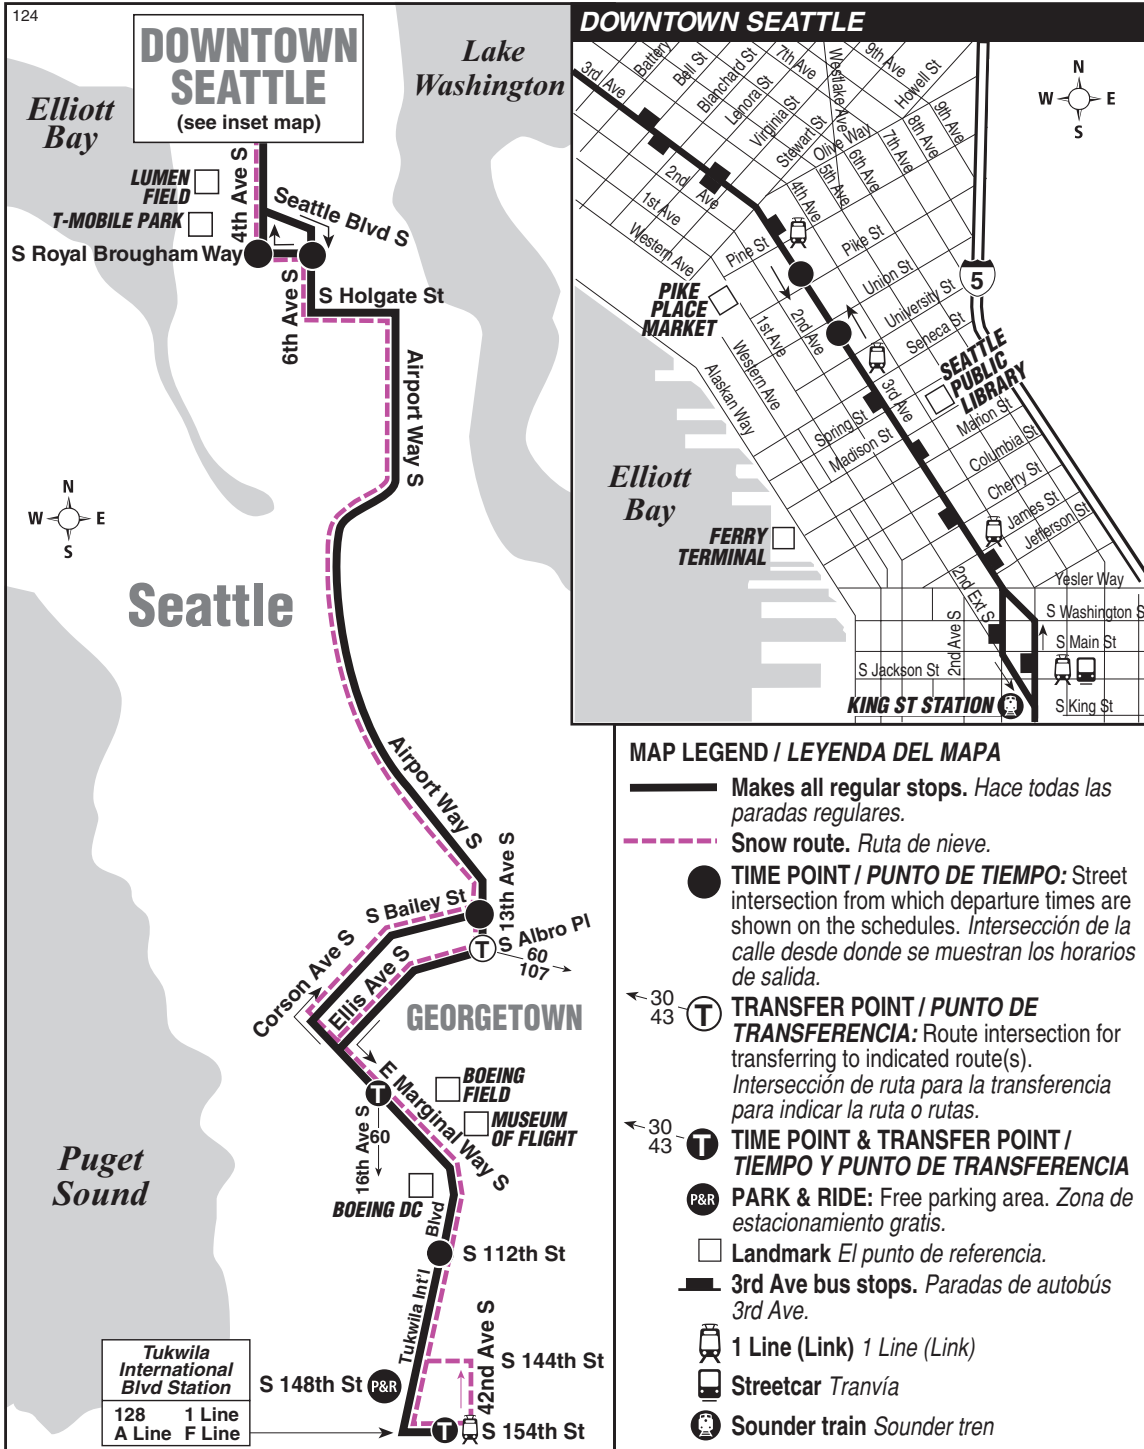 124
DOWNTOWN
SEATTLE
(see inset map)
Elliott
Bay
Lake
Washington
LUMEN
FIELD
T-MOBILE PARK
4th Ave S
Seattle Blvd S
S Royal Brougham Way
6th Ave S
S Holgate St
Airport Way S
N
W E
S
Seattle
Airport Way S
13th Ave S
S Bailey St
T
S Albro Pl
60
107
Corson Ave S
Ellis Ave S
GEORGETOWN
T
E Marginal Way S
BOEING
FIELD
MUSEUM
OF FLIGHT
16th Ave S
60
Puget
Sound
BOEING DC
Tukwila Int'l Blvd
S 112th St
42nd Ave S
S 144th St
S 148th St P&R
T S 154th St
Tukwila
International
Blvd Station
128 1 Line
A Line F Line
DOWNTOWN SEATTLE
N
W E
S
3rd Ave
Battery
Bell St
Blanchard St
Lenora St
Virginia St
Stewart St
Olive Way
7th Ave
Westlake Ave
9th Ave
Howell St
9th Ave
8th Ave
7th Ave
6th Ave
5th Ave
4th Ave
2nd Ave
1st Ave
Western Ave
Pine St
Pike St
Union St
University St
Seneca St
5
PIKE
PLACE
MARKET
1st Ave
2nd Ave
Western Ave
Alaskan Way
3rd Ave
SEATTLE
PUBLIC
LIBRARY
Spring St
Madison St
Marion St
Columbia St
Cherry St
James St
Jefferson St
Elliott
Bay
FERRY
TERMINAL
Yesler Way
2nd Ext S
2nd Ave S
S Washington S
S Main St
S Jackson St
S King St
KING ST STATION
MAP LEGEND / LEYENDA DEL MAPA
Makes all regular stops. Hace todas las
paradas regulares.
Snow route. Ruta de nieve.
TIME POINT / PUNTO DE TIEMPO: Street
intersection from which departure times are
shown on the schedules. Intersección de la
calle desde donde se muestran los horarios
de salida.
30
43
T
TRANSFER POINT / PUNTO DE
TRANSFERENCIA: Route intersection for
transferring to indicated route(s).
Intersección de ruta para la transferencia
para indicar la ruta o rutas.
30
43
T
TIME POINT & TRANSFER POINT /
TIEMPO Y PUNTO DE TRANSFERENCIA
P&R PARK & RIDE: Free parking area. Zona de
estacionamiento gratis.
Landmark El punto de referencia.
3rd Ave bus stops. Paradas de autobús
3rd Ave.
1 Line (Link) 1 Line (Link)
Streetcar Tranvía
Sounder train Sounder tren